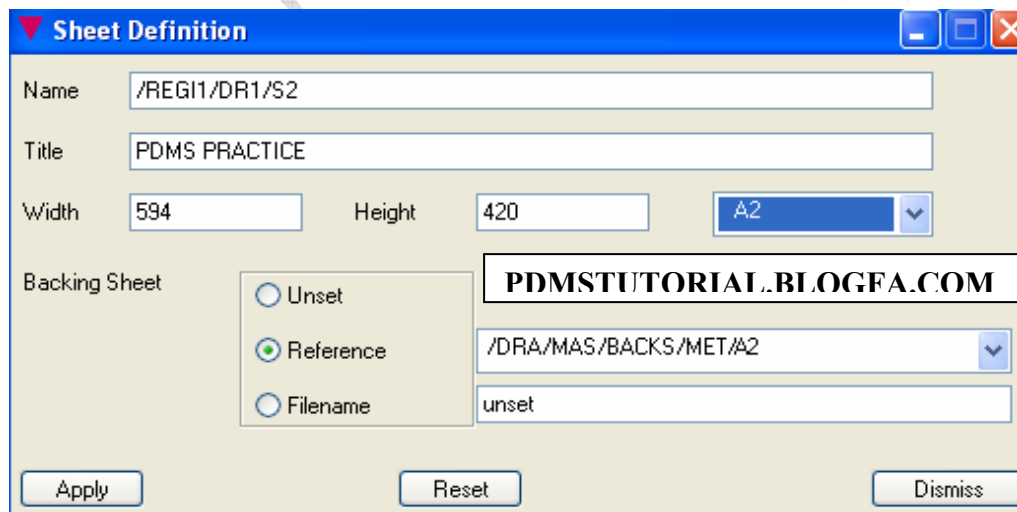 Sheet Definition
Name /REGI1/DR1/S2
Title PDMS PRACTICE
Width 594 Height 420 A2
Backing Sheet
PDMSTUTORIAL.BLOGFA.COM
Unset
Reference /DRA/MAS/BACKS/MET/A2
Filename unset
Apply Reset Dismiss